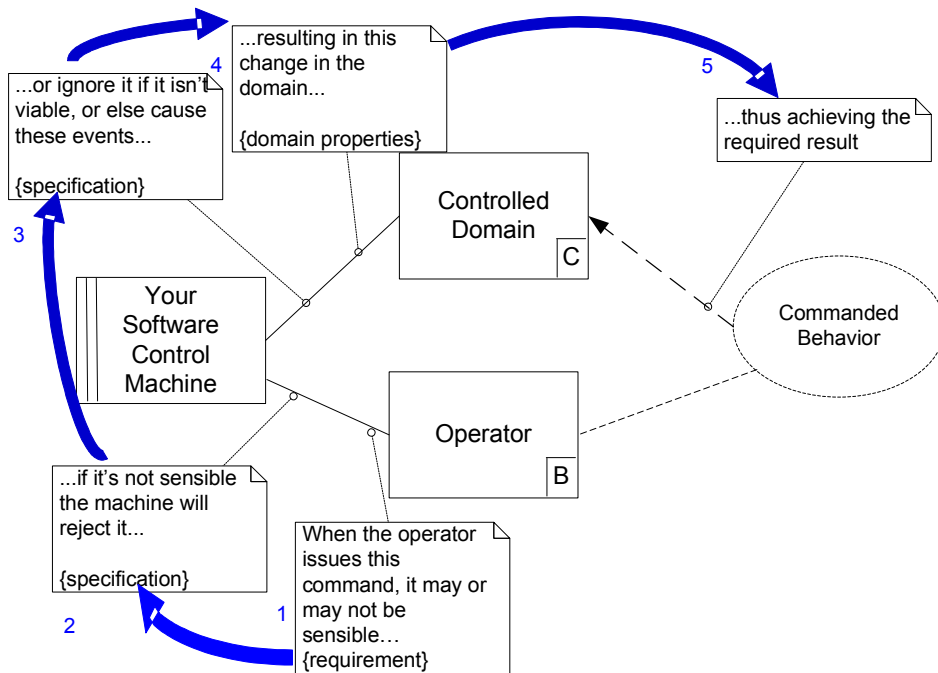 ...resulting in this
change in the
domain...
{domain properties}
4
5
...or ignore it if it isn't
viable, or else cause
these events...
{specification}
...thus achieving the
required result
3
Controlled
Domain
C
Your
Software
Control
Machine
Commanded
Behavior
Operator
B
...if it's not sensible
the machine will
reject it...
{specification}
2
1
When the operator
issues this
command, it may or
may not be
sensible…
{requirement}